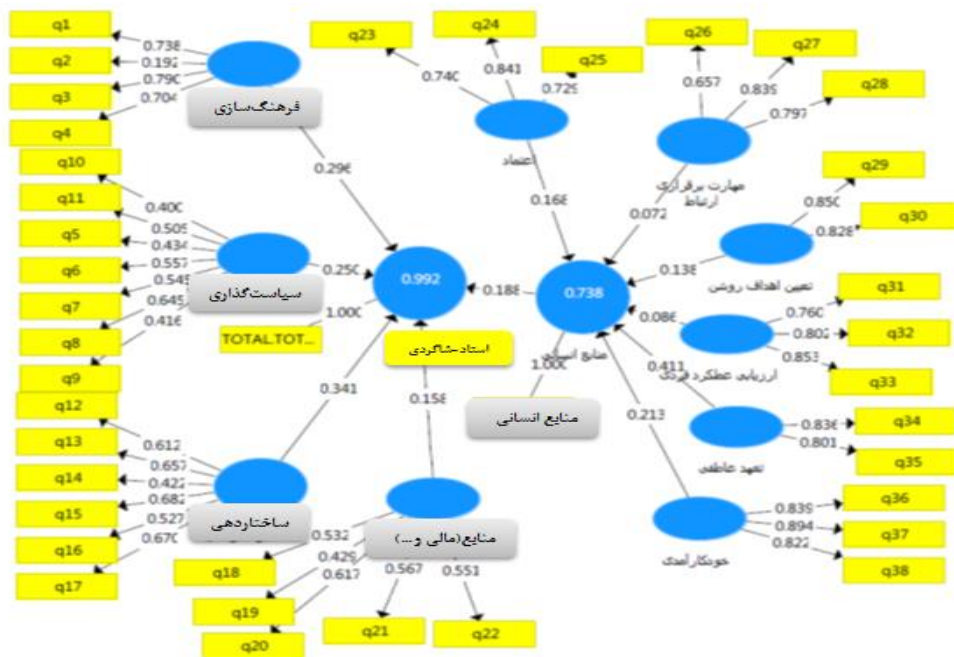 q1
q2
q3
q4
0.738
0.192
0.790
0.704
فرهنگ‌سازی
0.296
q10
q11
q5
q6
q7
q8
q9
0.400
0.505
0.434
0.557
0.545
0.645
0.416
سیاست‌گذاری
0.250
q12
q13
q14
q15
q16
q17
0.612
0.657
0.422
0.682
0.527
0.670
ساختاردهی
0.341
0.992
1.000
TOTAL.TOT...
استاد-شاگردی
0.158
منابع(مالی و...)
0.532
0.429
0.617
0.567
0.551
q18
q19
q20
q21
q22
q23
q24
q25
0.740
0.841
0.729
اعتماد
0.168
q26
q27
q28
0.657
0.839
0.797
مهارت برقراری
ارتباط
0.072
q29
q30
0.850
0.828
تعیین اهداف روشن
0.138
0.188
0.738
منابع انسانی
1.000
منابع انسانی
q31
q32
q33
0.760
0.802
0.853
ارزیابی عملکرد فردی
0.086
q34
q35
0.836
0.801
تعهد عاطفی
0.411
q36
q37
q38
0.839
0.894
0.822
خودکارآمدی
0.213